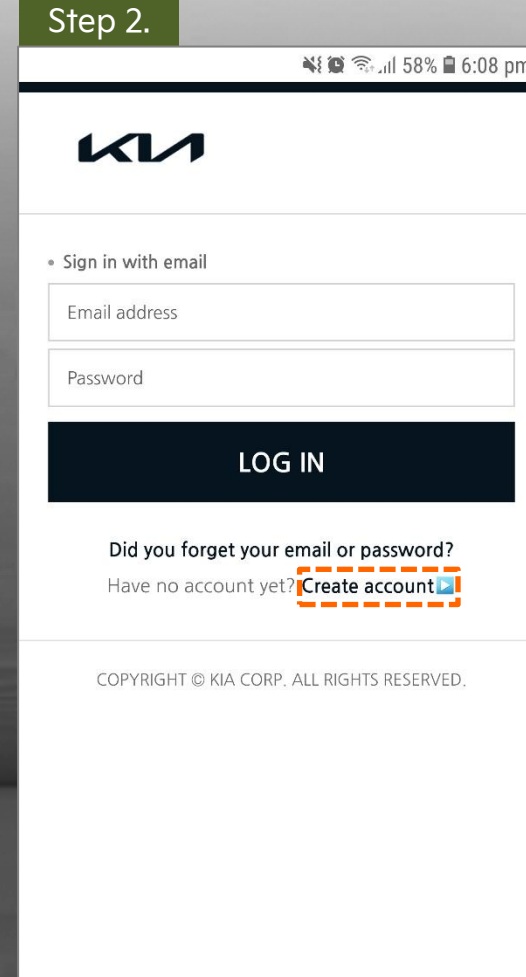 Step 2.
58% 6:08 pm
KIA
Sign in with email
Email address
Password
LOG IN
Did you forget your email or password?
Have no account yet? Create account
COPYRIGHT © KIA CORP. ALL RIGHTS RESERVED.